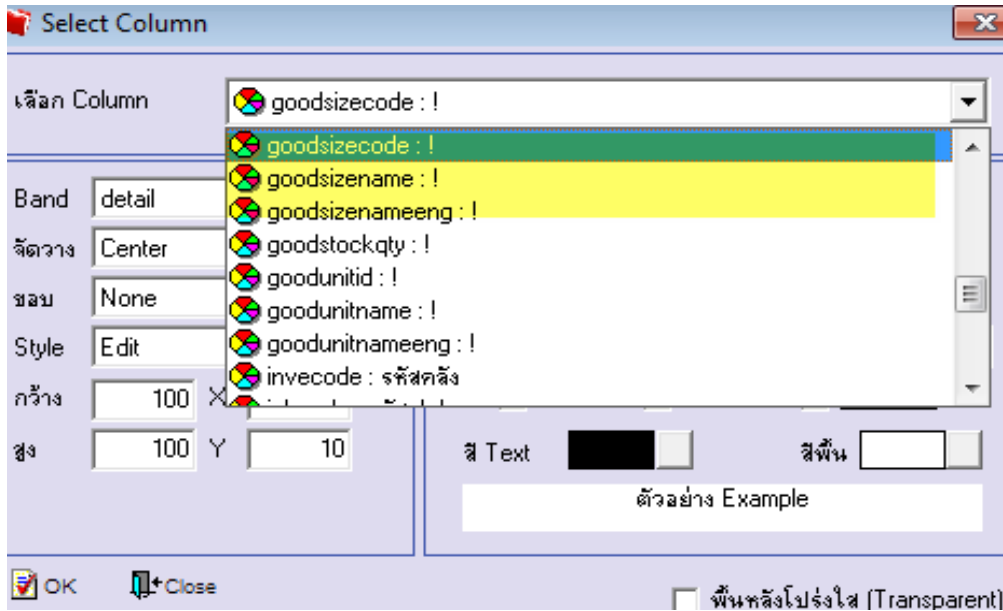 Select Column
เลือก Column goodsizecode : !
goodsizecode : !
goodsizename : !
goodsizenameeng : !
goodstockqty : !
goodunitid : !
goodunitname : !
goodunitnameeng : !
invecode : รหัสคลัง
Band detail
จัดวาง Center
ขอบ None
Style Edit
กว้าง 100 X
สูง 100 Y 10
สี Text สีพื้น
ตัวอย่าง Example
OK Close
พื้นหลังโปร่งใส (Transparent)